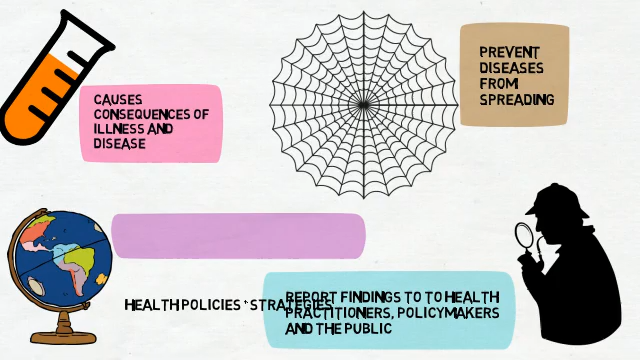 PREVENT
DISEASES
FROM
SPREADING
CAUSES
CONSEQUENCES OF
ILLNESS AND
DISEASE
HEALTH POLICIES + STRATEGIES
REPORT FINDINGS TO TO HEALTH
PRACTITIONERS, POLICYMAKERS
AND THE PUBLIC